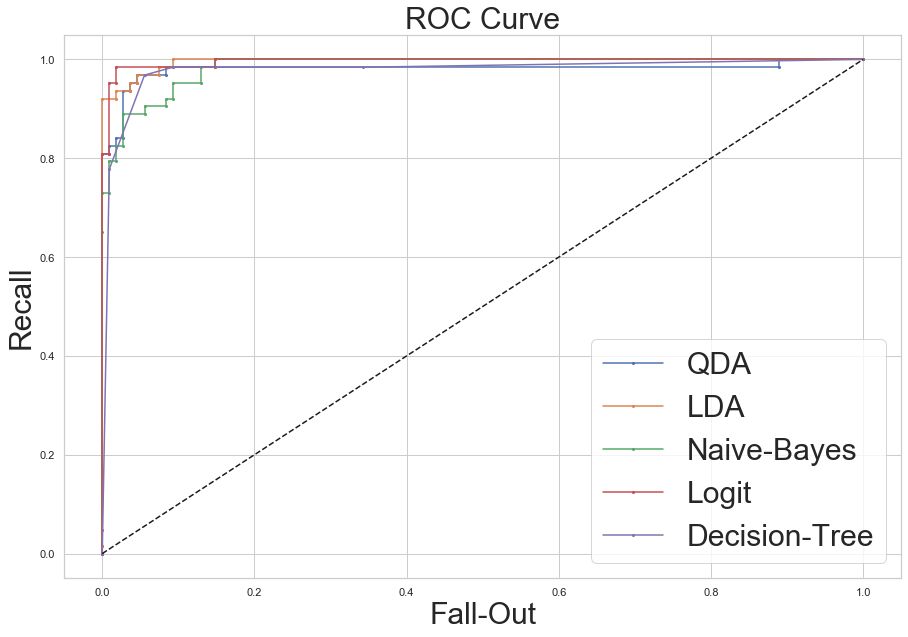 ROC Curve
1.0
0.8
0.6
0.4
0.2
0.0
Recall
QDA
LDA
Naive-Bayes
Logit
Decision-Tree
0.0 0.2 0.4 0.6 0.8 1.0
Fall-Out